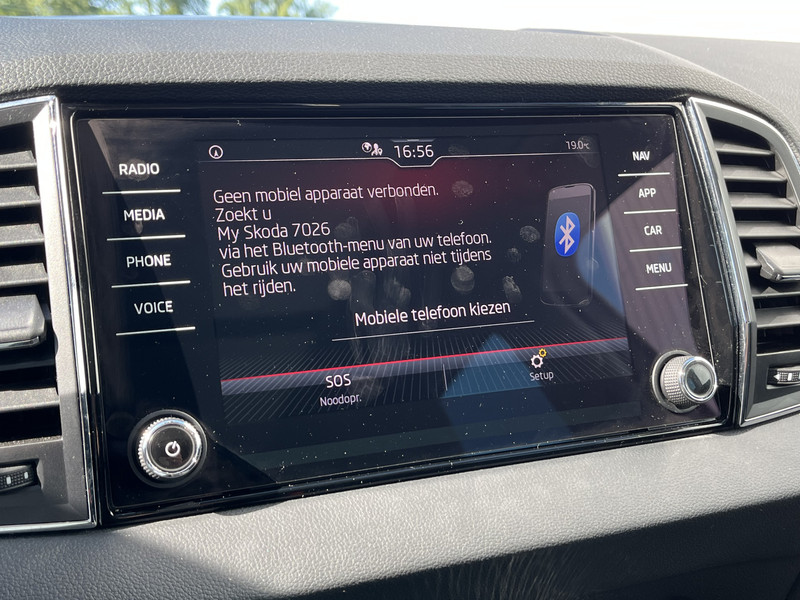 16:56
19.0°C
RADIO
MEDIA
PHONE
VOICE
Geen mobiel apparaat verbonden.
Zoekt u
My Skoda 7026
via het Bluetooth-menu van uw telefoon.
Gebruik uw mobiele apparaat niet tijdens
het rijden.
Mobiele telefoon kiezen
SOS
Noodopr.
Setup
NAV
APP
CAR
MENU